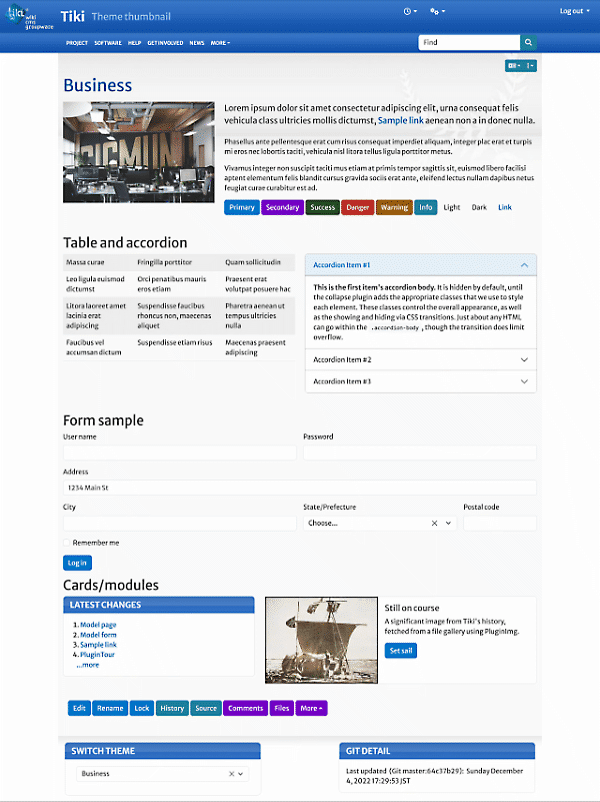 tiki
wiki
cms
groupware
Tiki Theme thumbnail
Log out
PROJECT SOFTWARE HELP GET INVOLVED NEWS MORE
Find
Business
Lorem ipsum dolor sit amet consectetur adipiscing elit, urna consequat felis
vehicula class ultricies mollis dictumst, Sample link aenean non a in donec nulla.
Phasellus ante pellentesque erat cum risus consequat imperdiet aliquam, integer plac erat et turpis
mi eros nec lobortis taciti, vehicula nisl litora tellus ligula porttitor metus.
Vivamus integer non suscipit taciti mus etiam at primis tempor sagittis sit, euismod libero facilisi
aptent elementum felis blandit cursus gravida sociis erat ante, eleifend lectus nullam dapibus netus
feugiat curae curabitur est ad.
Primary Secondary Success Danger Warning Info Light Dark Link
Table and accordion
Massa curae Fringilla porttitor Quam sollicitudin
Leo ligula euismod dictumst Orci penatibus mauris eros etiam Praesent erat volutpat posuere hac
Litora laoreet amet lacinia erat adipiscing Suspendisse faucibus rhoncus non, maecenas aliquet Pharetra aenean ut tempus ultricies nulla
Faucibus vel accumsan dictum Suspendisse etiam risus Maecenas praesent adipiscing
Accordion Item #1
This is the first item's accordion body. It is hidden by default, until
the collapse plugin adds the appropriate classes that we use to style
each element. These classes control the overall appearance, as well
as the showing and hiding via CSS transitions. Just about any HTML
can go within the .accordion-body , though the transition does limit
overflow.
Accordion Item #2
Accordion Item #3
Form sample
User name Password
Address
1234 Main St
City State/Prefecture Postal code
Choose...
Remember me
Log in
Cards/modules
LATEST CHANGES
1. Model page
2. Model form
3. Sample link
4. PluginTour
...more
Still on course
A significant image from Tiki's history,
fetched from a file gallery using PluginImg.
Set sail
Edit Rename Lock History Source Comments Files More
SWITCH THEME
Business
GIT DETAIL
Last updated (Git master:64c37b29): Sunday December
4, 2022 17:29:53 JST